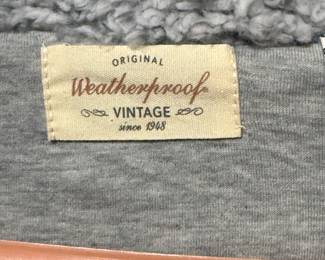 ORIGINAL
Weatherproof®
VINTAGE
since 1948